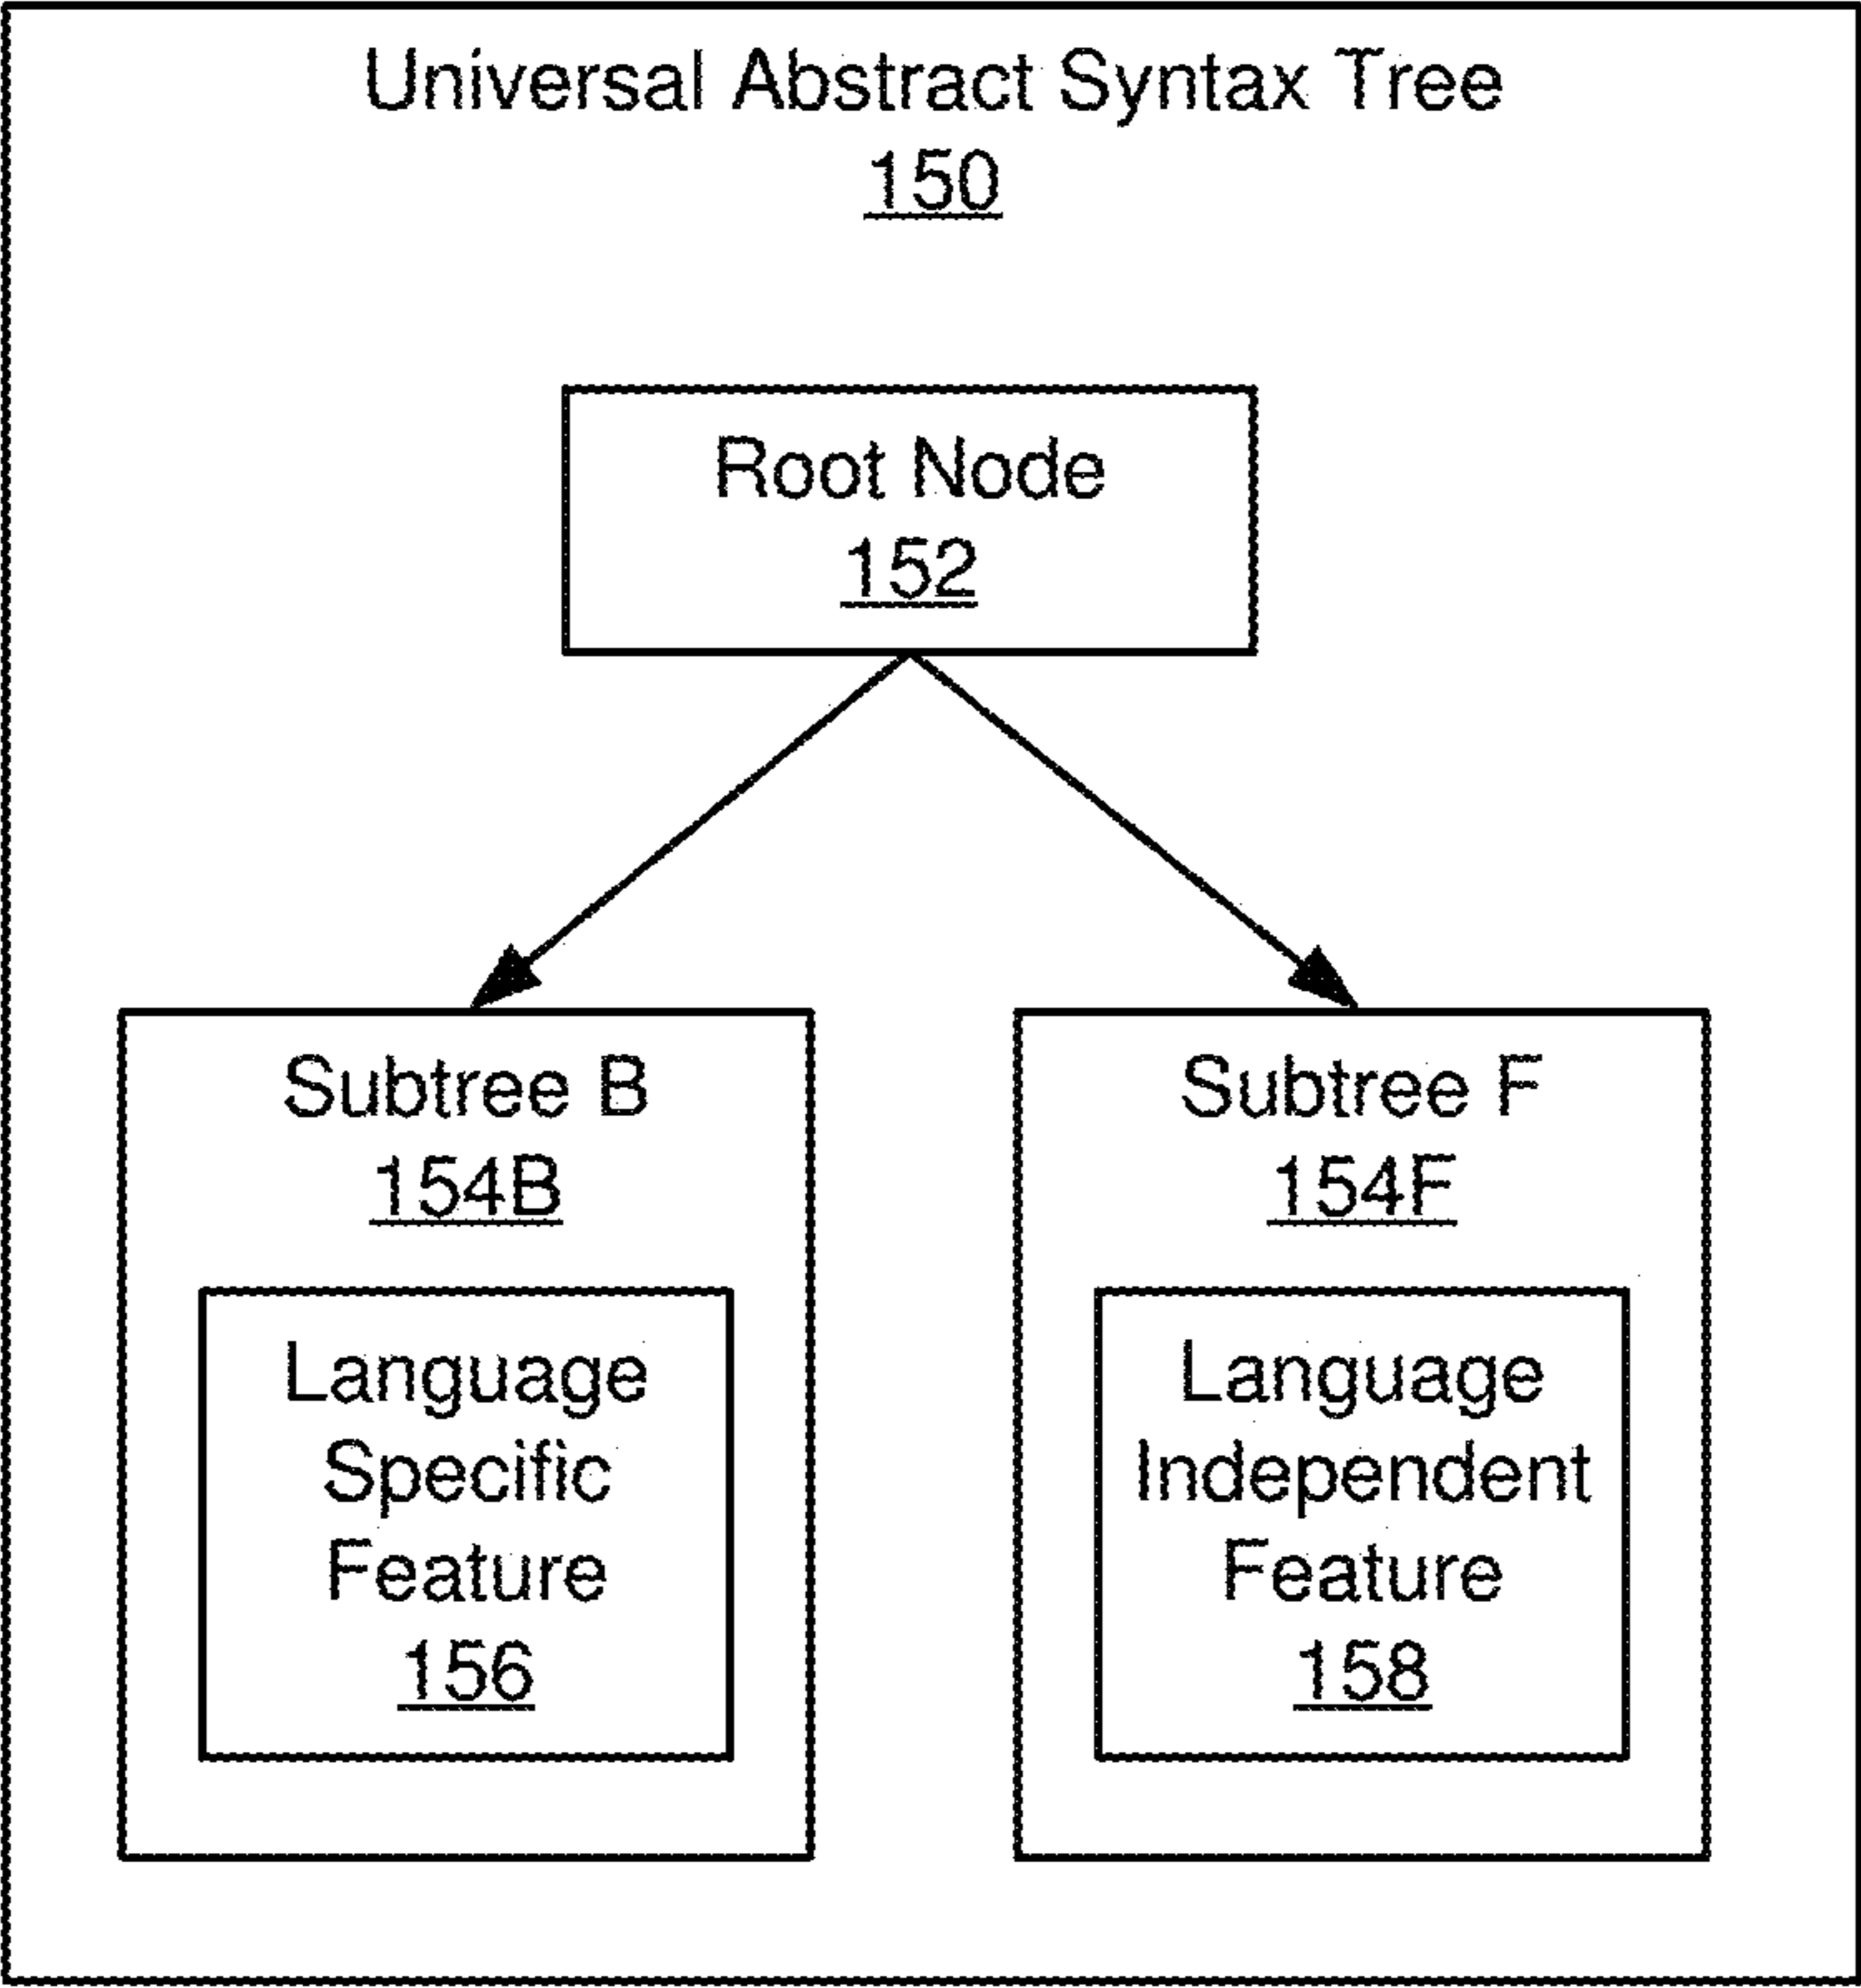 Universal Abstract Syntax Tree
150
Root Node
152
Subtree B
154B
Language
Specific
Feature
156
Subtree F
154F
Language
Independent
Feature
158